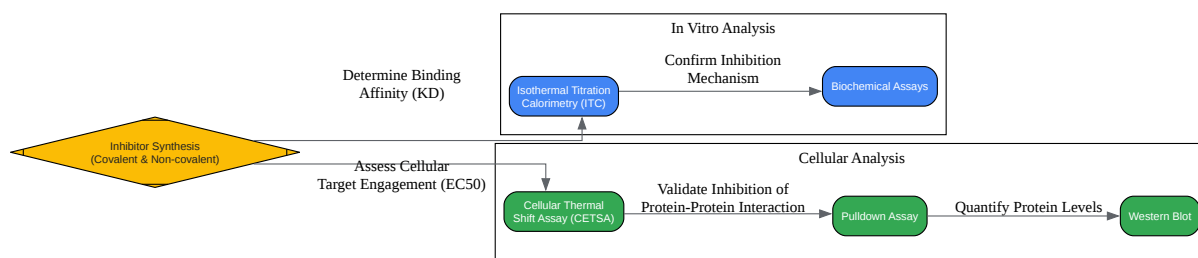 In Vitro Analysis
Determine Binding
Affinity (KD)
Isothermal Titration
Calorimetry (ITC)
Confirm Inhibition
Mechanism
Biochemical Assays
Inhibitor Synthesis
(Covalent & Non-covalent)
Cellular Analysis
Assess Cellular
Target Engagement (EC50)
Cellular Thermal
Shift Assay (CETSA)
Validate Inhibition of
Protein-Protein Interaction
Pulldown Assay
Quantify Protein Levels
Western Blot